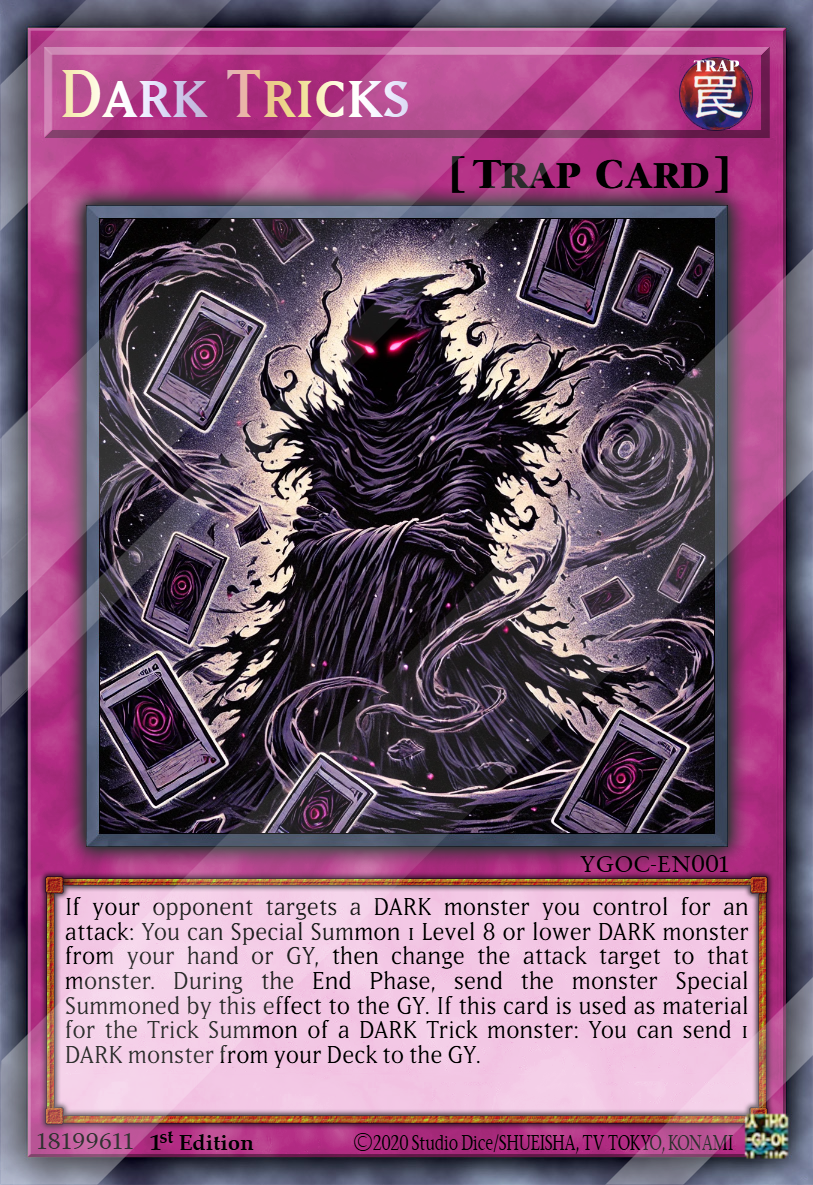 Dark Tricks
TRAP
罠
[Trap Card]
YGOC-EN001
If your opponent targets a DARK monster you control for an
attack: You can Special Summon 1 Level 8 or lower DARK monster
from your hand or GY, then change the attack target to that
monster. During the End Phase, send the monster Special
Summoned by this effect to the GY. If this card is used as material
for the Trick Summon of a DARK Trick monster: You can send 1
DARK monster from your Deck to the GY.
18199611 1st Edition ©2020 Studio Dice/SHUEISHA, TV TOKYO, KONAMI